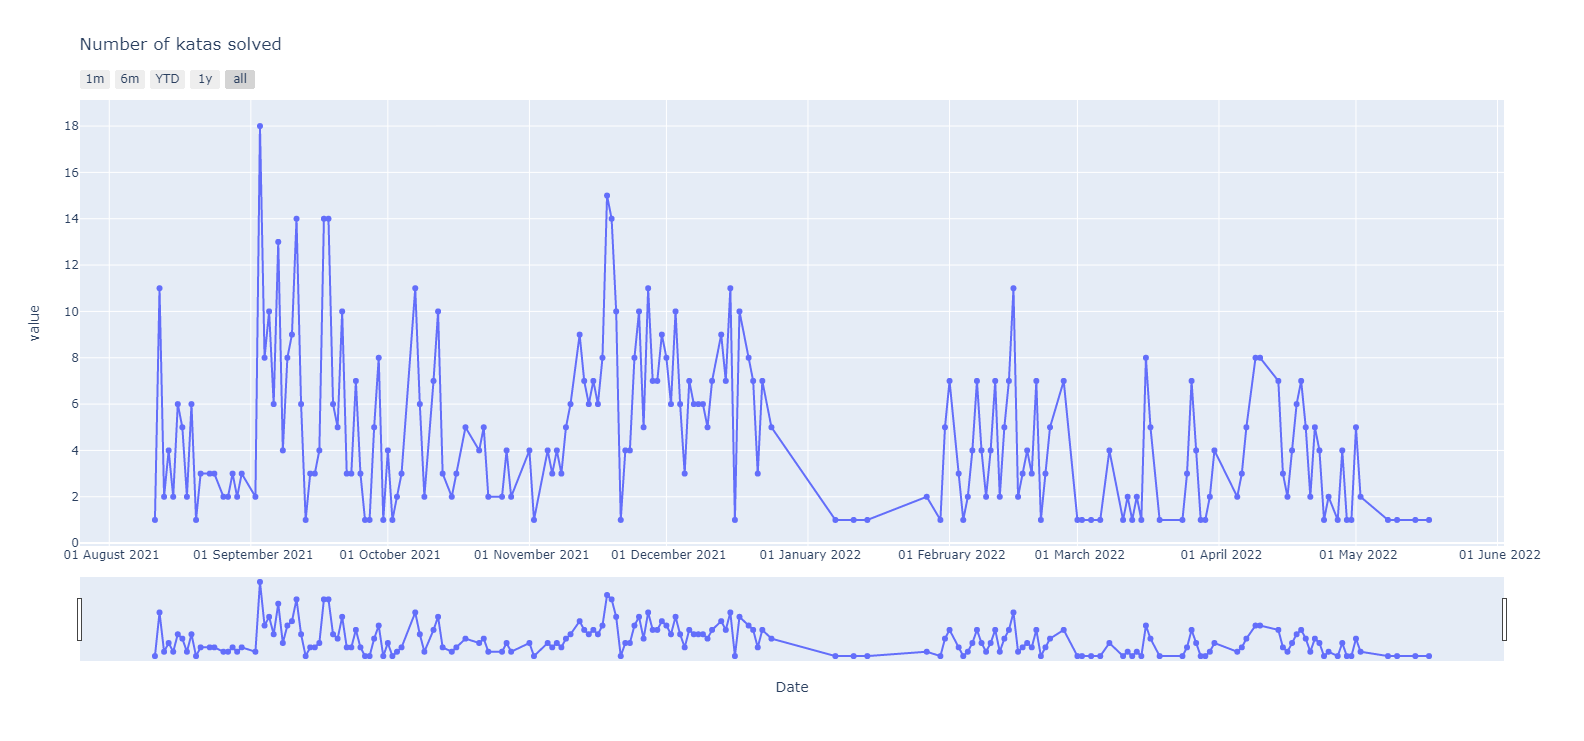 Number of katas solved
1m 6m YTD 1y all
18
16
14
12
10
8
6
4
2
0
value
01 August 2021 01 September 2021 01 October 2021 01 November 2021 01 December 2021 01 January 2022 01 February 2022 01 March 2022 01 April 2022 01 May 2022 01 June 2022
Date